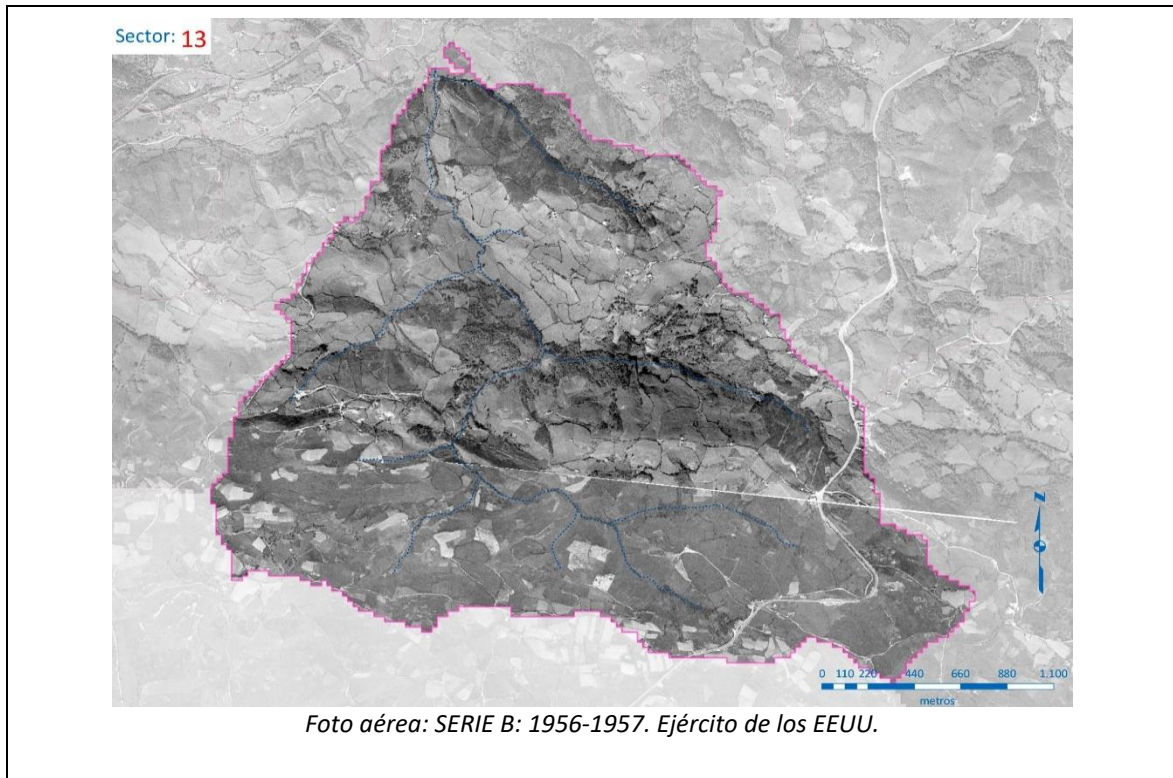 Sector: 13
N
0 110 220 440 660 880 1.100
metros
Foto aérea: SERIE B: 1956-1957. Ejército de los EEUU.